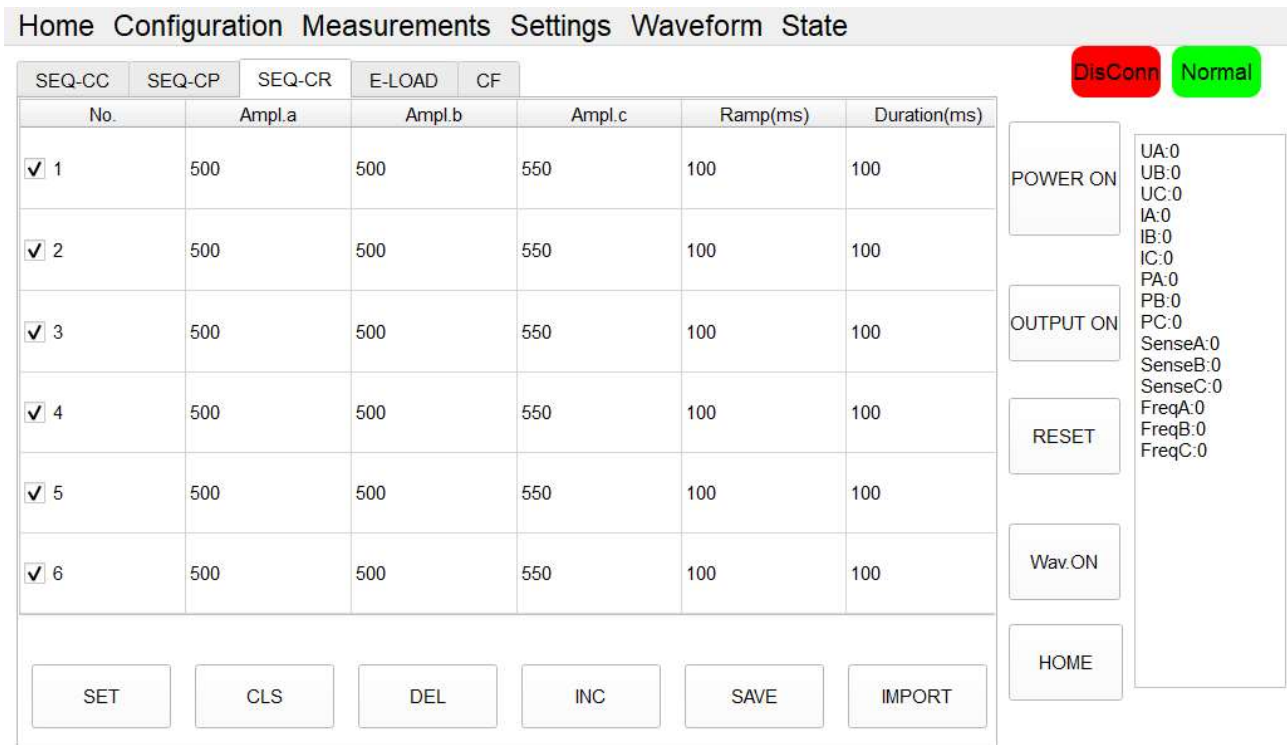 Home Configuration Measurements Settings Waveform State
DisConn Normal
SEQ-CC SEQ-CP SEQ-CR E-LOAD CF
No. Ampl.a Ampl.b Ampl.c Ramp(ms) Duration(ms)
1 500 500 550 100 100
2 500 500 550 100 100
3 500 500 550 100 100
4 500 500 550 100 100
5 500 500 550 100 100
6 500 500 550 100 100
SET CLS DEL INC SAVE IMPORT
POWER ON
OUTPUT ON
RESET
Wav.ON
HOME
UA:0
UB:0
UC:0
IA:0
IB:0
IC:0
PA:0
PB:0
PC:0
SenseA:0
SenseB:0
SenseC:0
FreqA:0
FreqB:0
FreqC:0